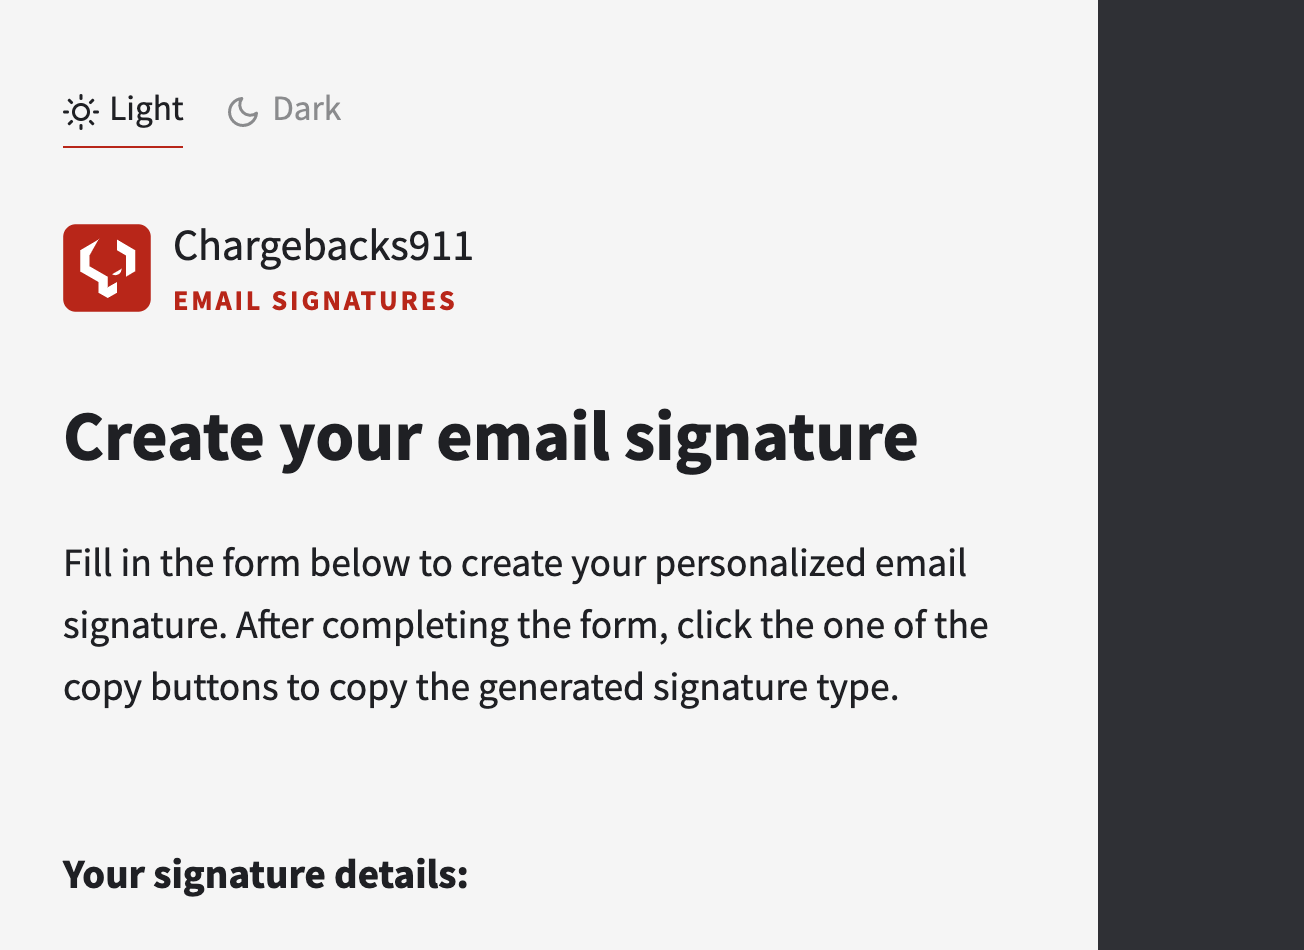 Light
Dark
Chargebacks911
EMAIL SIGNATURES
Create your email signature
Fill in the form below to create your personalized email
signature. After completing the form, click the one of the
copy buttons to copy the generated signature type.
Your signature details: